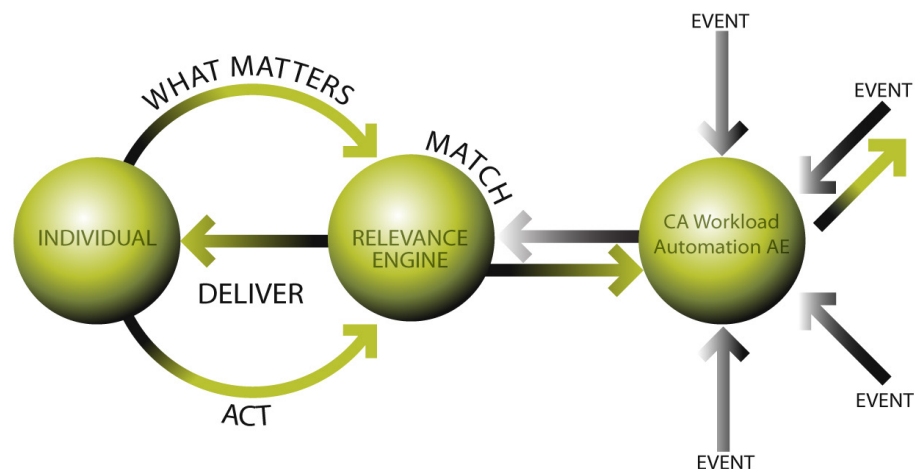 EVENT
WHAT MATTERS
EVENT
MATCH
INDIVIDUAL
RELEVANCE
ENGINE
CA Workload
Automation AE
DELIVER
ACT
EVENT
EVENT